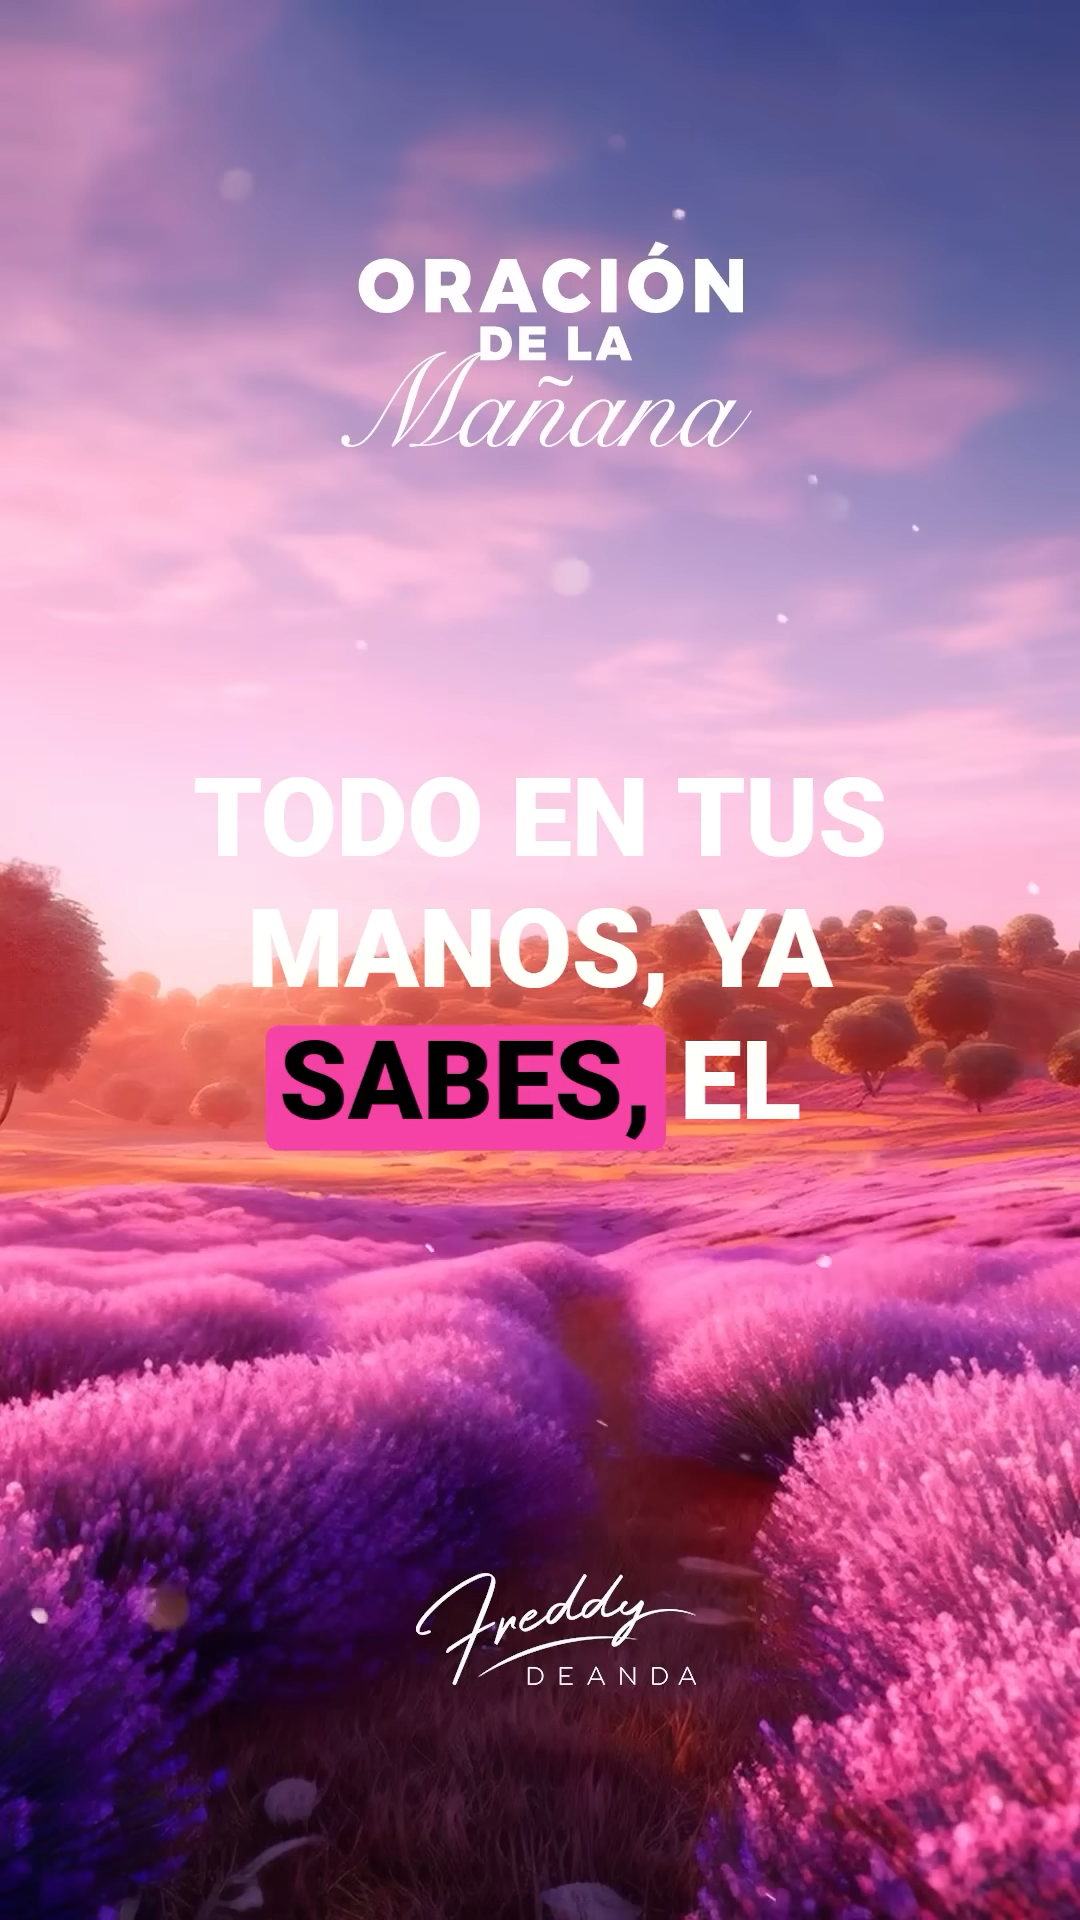 ORACIÓN
DE LA
Mañana
TODO EN TUS
MANOS, YA
SABES, EL
Freddy
DEANDA